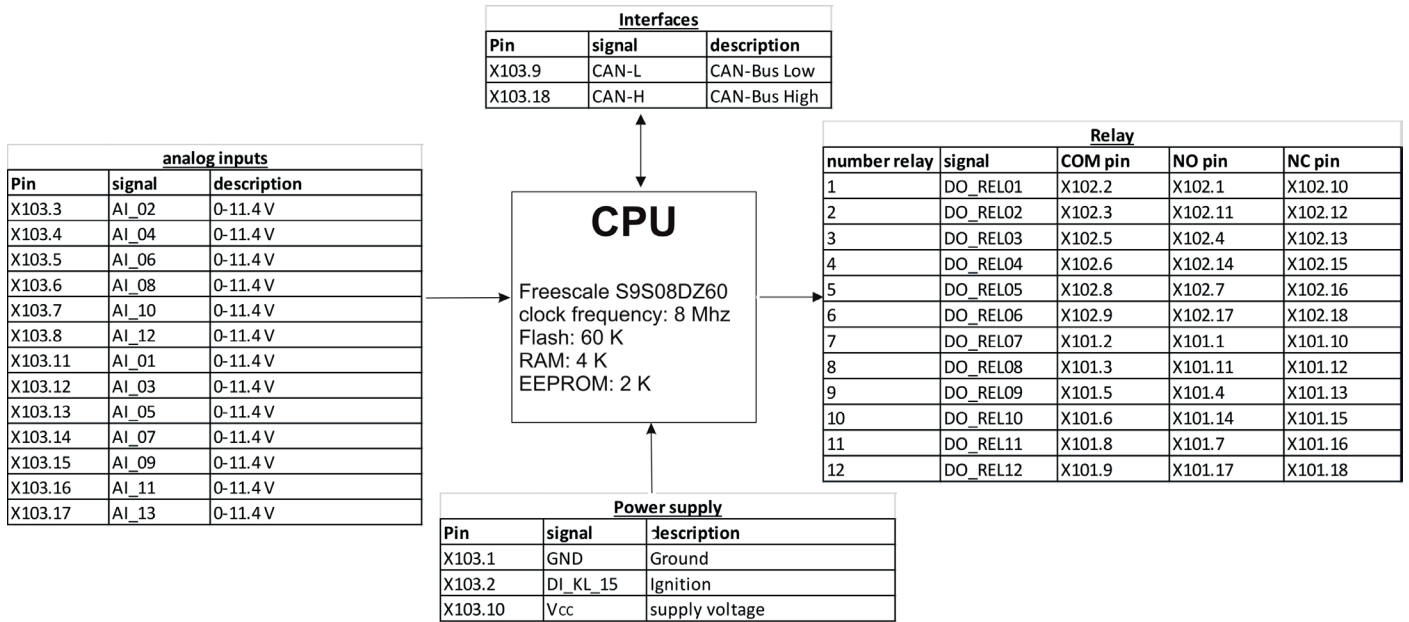 Interfaces
Pin signal description
X103.9 CAN-L CAN-Bus Low
X103.18 CAN-H CAN-Bus High
analog inputs
Pin signal description
X103.3 AI_02 0-11.4 V
X103.4 AI_04 0-11.4 V
X103.5 AI_06 0-11.4 V
X103.6 AI_08 0-11.4 V
X103.7 AI_10 0-11.4 V
X103.8 AI_12 0-11.4 V
X103.11 AI_01 0-11.4 V
X103.12 AI_03 0-11.4 V
X103.13 AI_05 0-11.4 V
X103.14 AI_07 0-11.4 V
X103.15 AI_09 0-11.4 V
X103.16 AI_11 0-11.4 V
X103.17 AI_13 0-11.4 V
CPU
Freescale S9S08DZ60
clock frequency: 8 Mhz
Flash: 60 K
RAM: 4 K
EEPROM: 2 K
Relay
number relay signal COM pin NO pin NC pin
1 DO_REL01 X102.2 X102.1 X102.10
2 DO_REL02 X102.3 X102.11 X102.12
3 DO_REL03 X102.5 X102.4 X102.13
4 DO_REL04 X102.6 X102.14 X102.15
5 DO_REL05 X102.8 X102.7 X102.16
6 DO_REL06 X102.9 X102.17 X102.18
7 DO_REL07 X101.2 X101.1 X101.10
8 DO_REL08 X101.3 X101.11 X101.12
9 DO_REL09 X101.5 X101.4 X101.13
10 DO_REL10 X101.6 X101.14 X101.15
11 DO_REL11 X101.8 X101.7 X101.16
12 DO_REL12 X101.9 X101.17 X101.18
Power supply
Pin signal description
X103.1 GND Ground
X103.2 DI_KL_15 Ignition
X103.10 Vcc supply voltage